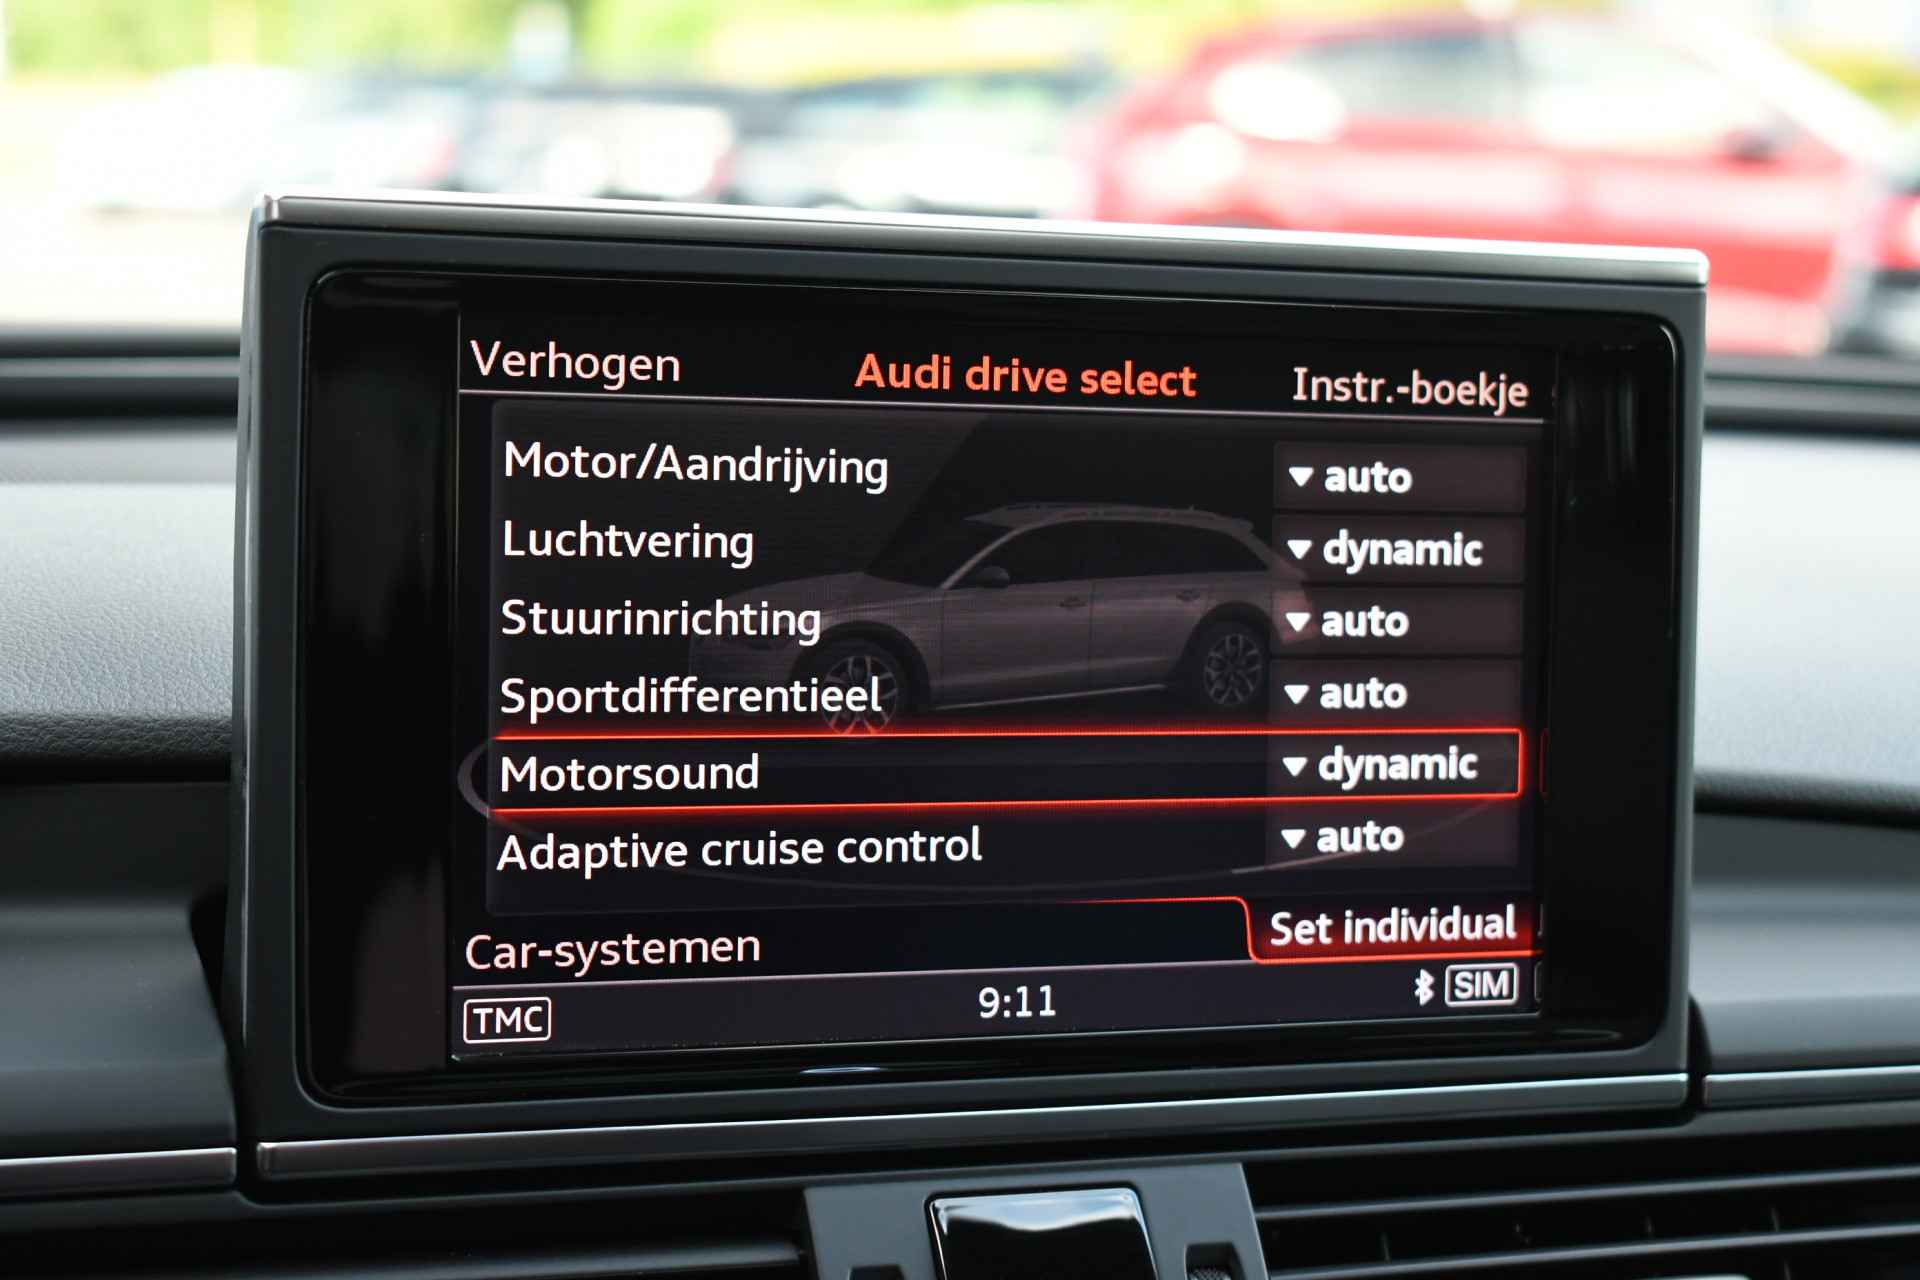 Verhogen Audi drive select Instr.-boekje
Motor/Aandrijving auto
Luchtvering dynamic
Stuurinrichting auto
Sportdifferentieel auto
Motorsound dynamic
Adaptive cruise control auto
Car-systemen Set individual
TMC 9:11 SIM